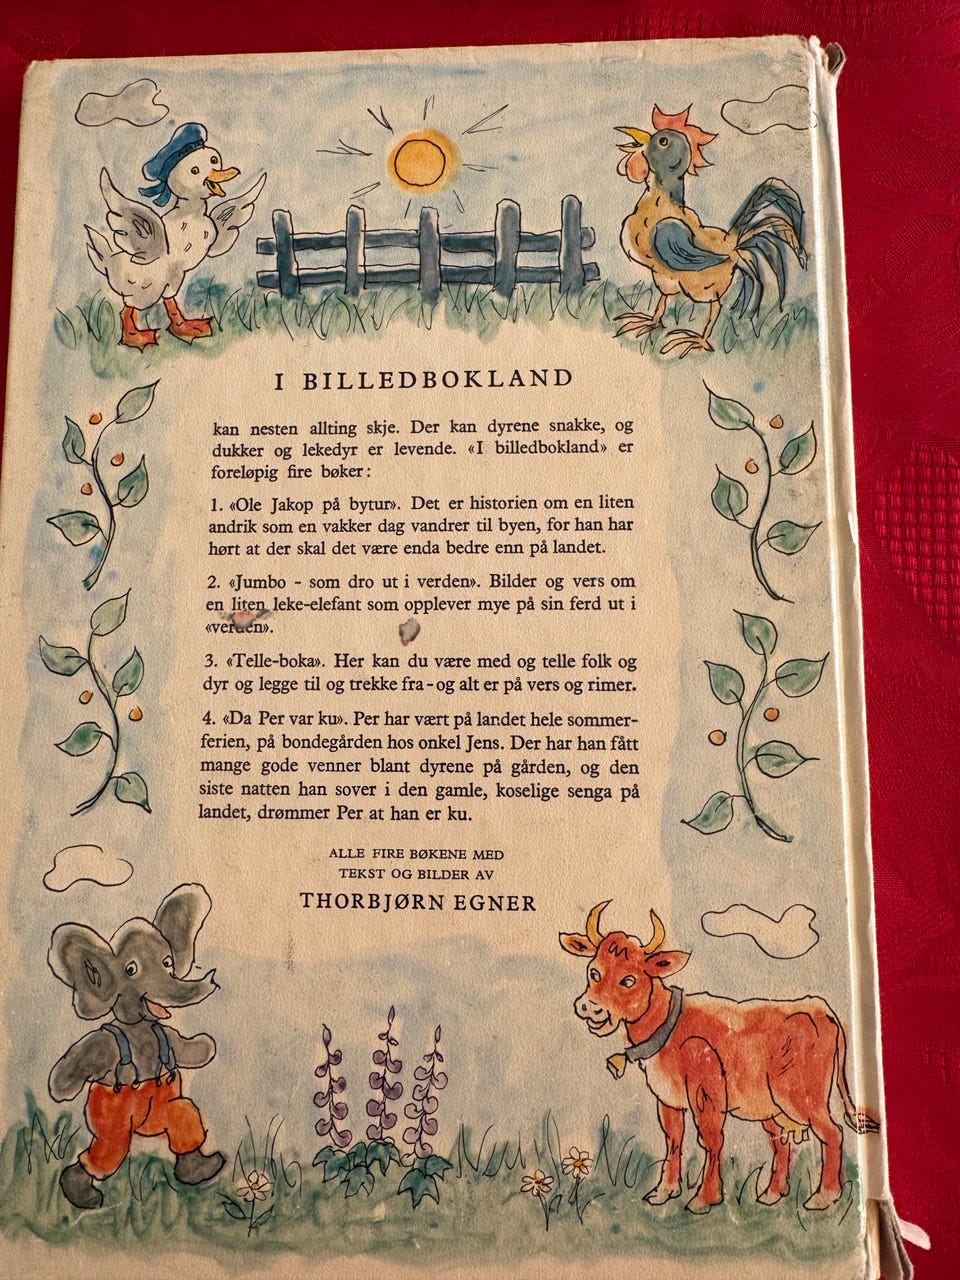 I BILLEDBOKLAND
kan nesten allting skje. Der kan dyrene snakke, og
dukker og lekedyr er levende. «I billedbokland» er
foreløpig fire bøker:
1. «Ole Jakop på bytur». Det er historien om en liten
andrik som en vakker dag vandrer til byen, for han har
hørt at der skal det være enda bedre enn på landet.
2. «Jumbo - som dro ut i verden». Bilder og vers om
en liten leke-elefant som opplever mye på sin ferd ut i
«verden».
3. «Telle-boka». Her kan du være med og telle folk og
dyr og legge til og trekke fra-og alt er på vers og rimer.
4. «Da Per var ku». Per har vært på landet hele sommer-
ferien, på bondegården hos onkel Jens. Der har han fått
mange gode venner blant dyrene på gården, og den
siste natten han sover i den gamle, koselige senga på
landet, drømmer Per at han er ku.
ALLE FIRE BØKENE MED
TEKST OG BILDER AV
THORBJØRN EGNER